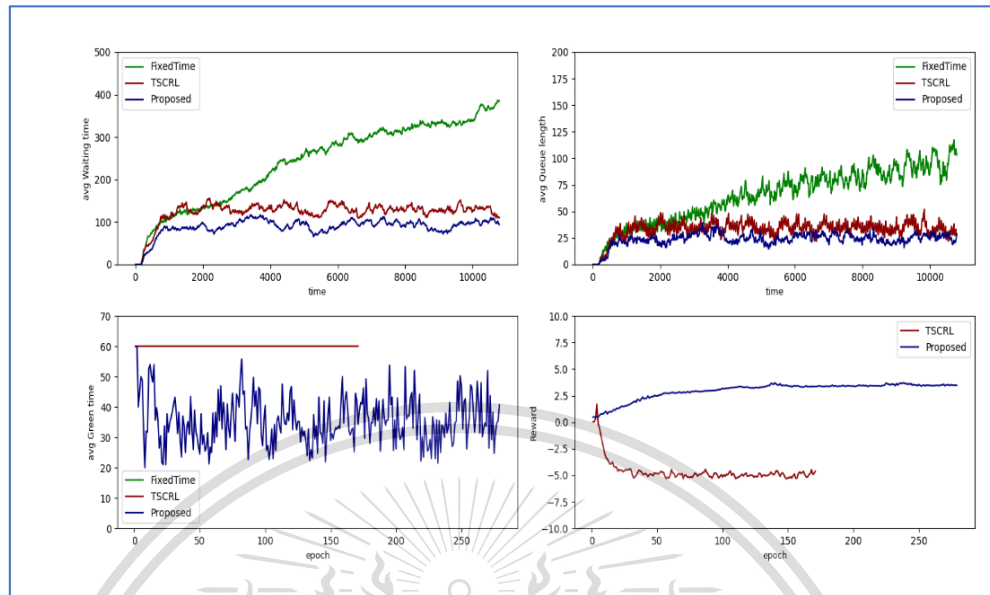 500
400
300
200
100
0
avg Waiting time
FixedTime
TSCRL
Proposed
0 2000 4000 6000 8000 10000
time
200
175
150
125
100
75
50
25
0
avg Queue length
FixedTime
TSCRL
Proposed
0 2000 4000 6000 8000 10000
time
70
60
50
40
30
20
10
0
avg Green time
FixedTime
TSCRL
Proposed
0 50 100 150 200 250
epoch
10.0
7.5
5.0
2.5
0.0
−2.5
−5.0
−7.5
−10.0
Reward
TSCRL
Proposed
0 50 100 150 200 250
epoch